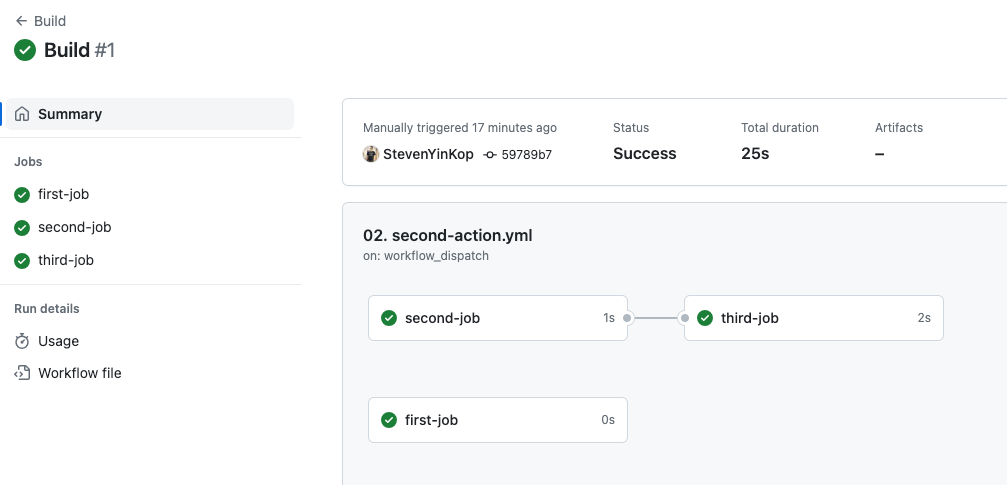 Build
Build #1
Summary
Jobs
first-job
second-job
third-job
Run details
Usage
Workflow file
Manually triggered 17 minutes ago
StevenYinKop 59789b7
Status
Success
Total duration
25s
Artifacts
–
02. second-action.yml
on: workflow_dispatch
second-job 1s
third-job 2s
first-job 0s